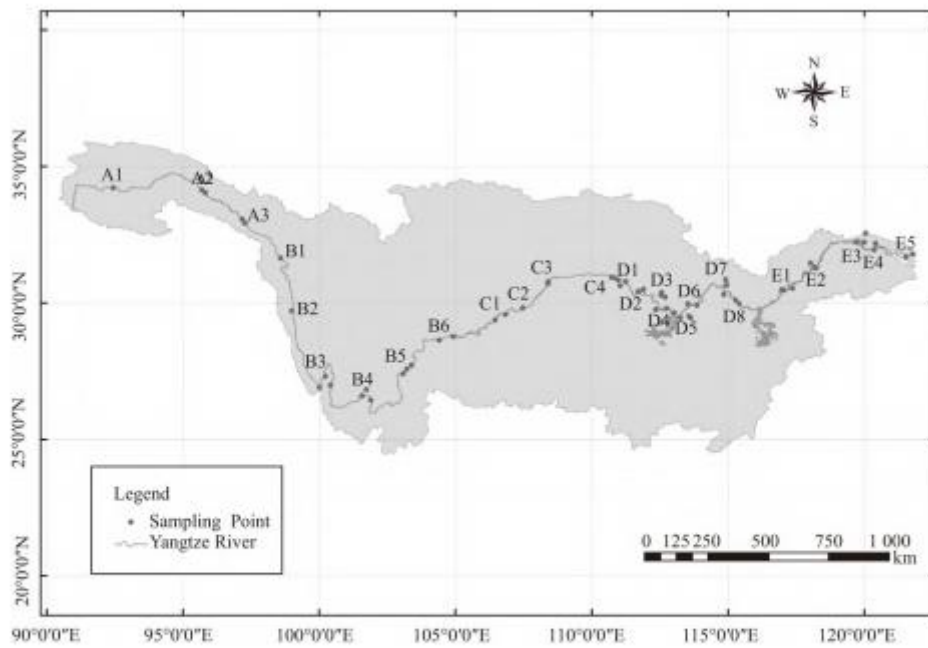 N
W E
S
35°0'0"N
30°0'0"N
25°0'0"N
20°0'0"N
A1
A2
A3
B1
B2
B3
B4
B5
B6
C1
C2
C3
C4
D1
D2
D3
D4
D5
D6
D7
D8
E1
E2
E3
E4
E5
Legend
Sampling Point
Yangtze River
0 125 250 500 750 1 000
km
90°0'0"E 95°0'0"E 100°0'0"E 105°0'0"E 110°0'0"E 115°0'0"E 120°0'0"E